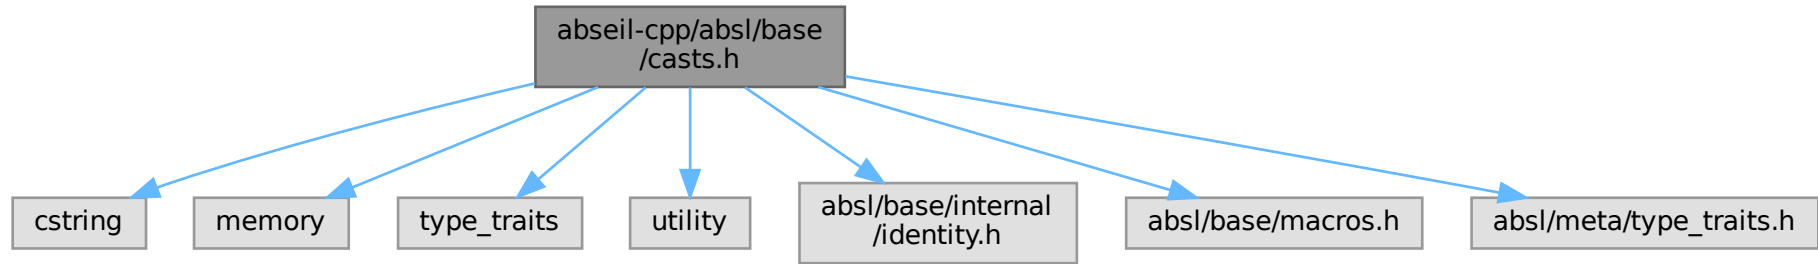 abseil-cpp/absl/base
/casts.h
cstring
memory
type_traits
utility
absl/base/internal
/identity.h
absl/base/macros.h
absl/meta/type_traits.h